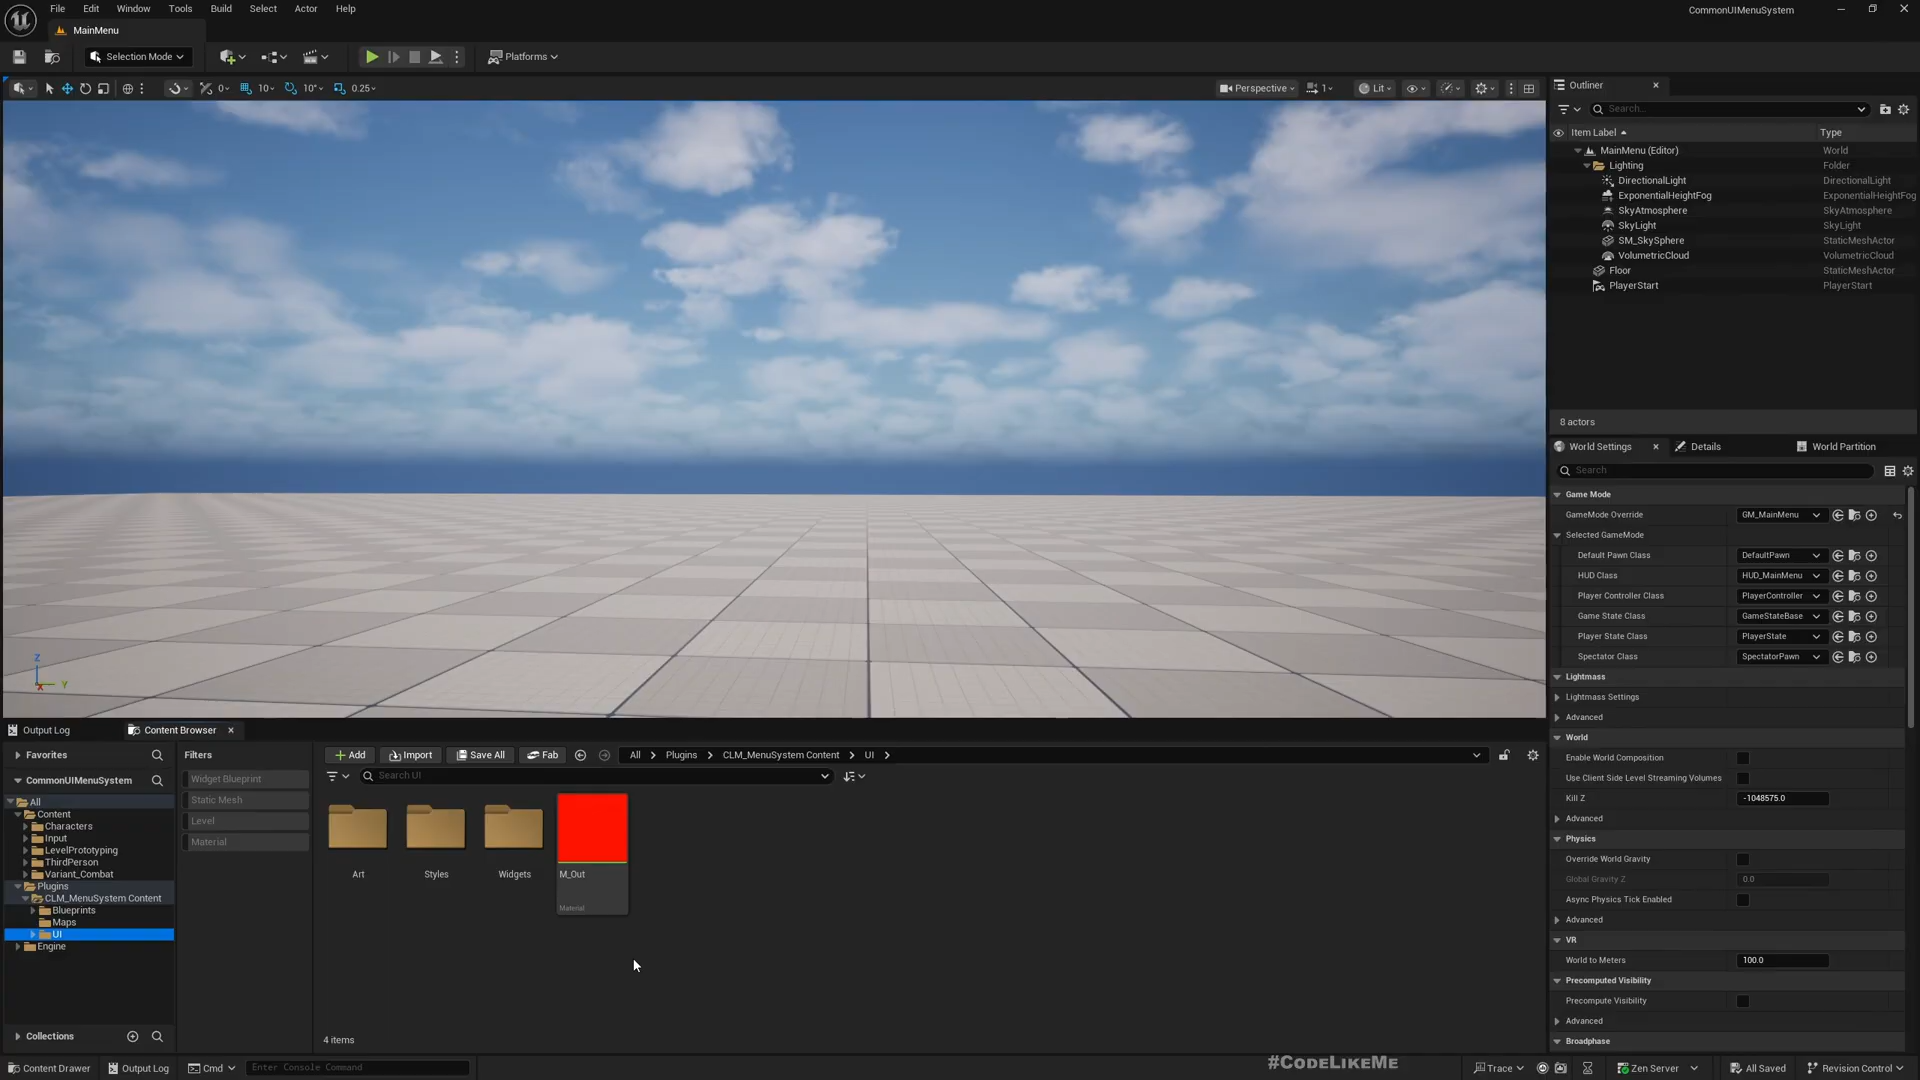 File Edit Window Tools Build Select Actor Help
CommonUIMenuSystem
MainMenu
Selection Mode
Platforms
0
10
10°
0.25
Perspective
1
Lit
Outliner
Search...
Item Label Type
MainMenu (Editor) World
Lighting Folder
DirectionalLight DirectionalLight
ExponentialHeightFog ExponentialHeightFog
SkyAtmosphere SkyAtmosphere
SkyLight SkyLight
SM_SkySphere StaticMeshActor
VolumetricCloud VolumetricCloud
Floor StaticMeshActor
PlayerStart PlayerStart
8 actors
World Settings Details World Partition
Search
Game Mode
GameMode Override GM_MainMenu
Selected GameMode
Default Pawn Class DefaultPawn
HUD Class HUD_MainMenu
Player Controller Class PlayerController
Game State Class GameStateBase
Player State Class PlayerState
Spectator Class SpectatorPawn
Lightmass
Lightmass Settings
Advanced
World
Enable World Composition
Use Client Side Level Streaming Volumes
Kill Z -1048575.0
Advanced
Physics
Override World Gravity
Global Gravity Z 0.0
Async Physics Tick Enabled
Advanced
VR
World to Meters 100.0
Precomputed Visibility
Precompute Visibility
Advanced
Broadphase
Z
X Y
Output Log Content Browser
Favorites
CommonUIMenuSystem
All
Content
Characters
Input
LevelPrototyping
ThirdPerson
Variant_Combat
Plugins
CLM_MenuSystem Content
Blueprints
Maps
UI
Engine
Collections
Filters
Widget Blueprint
Static Mesh
Level
Material
Add Import Save All Fab All Plugins CLM_MenuSystem Content UI
Search UI
Art Styles Widgets M_Out
Material
4 items
Content Drawer Output Log Cmd Enter Console Command
#CODELIKEME
Trace Zen Server All Saved Revision Control